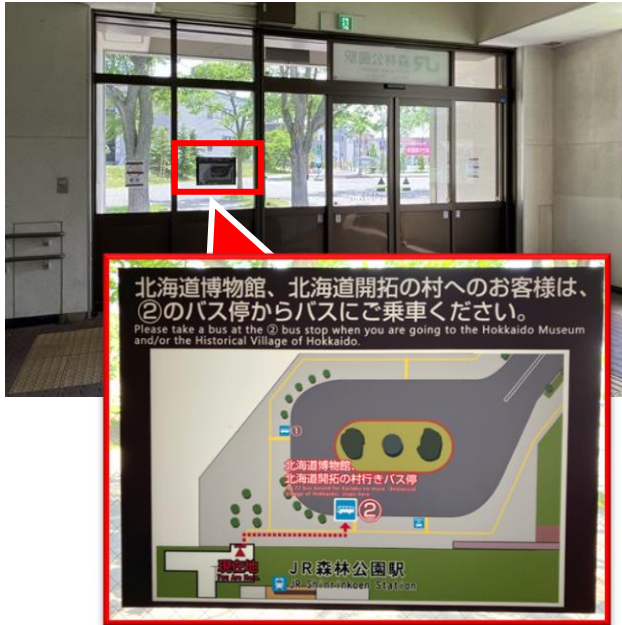 JR森林公園駅
北海道博物館、北海道開拓の村へのお客様は、
②のバス停からバスにご乗車ください。
Please take a bus at the ② bus stop when you are going to the Hokkaido Museum
and/or the Historical Village of Hokkaido.
①
北海道博物館、
北海道開拓の村行きバス停
②
現在地
You Are Here
JR森林公園駅
JR Shinrinkoen Station